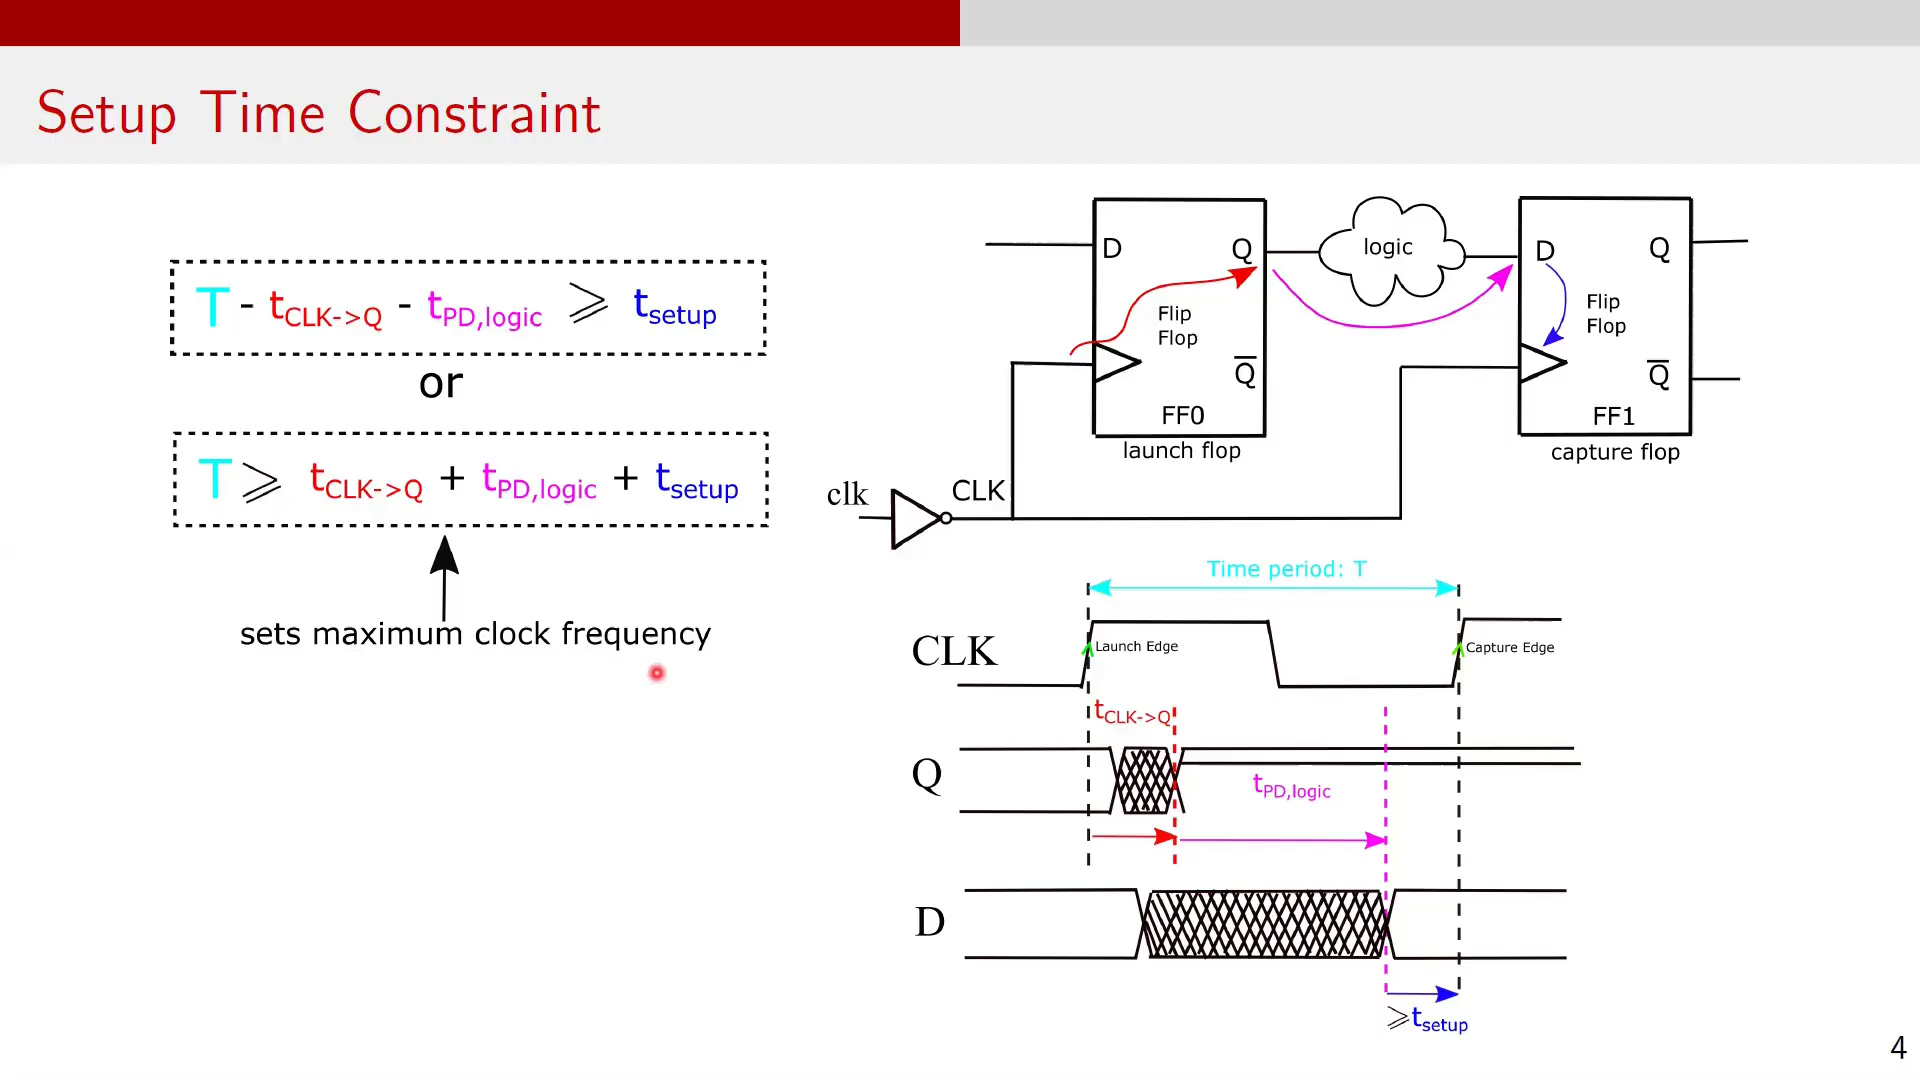 Setup Time Constraint
T - tCLK->Q - tPD,logic ⩾ tsetup
or
T ⩾ tCLK->Q + tPD,logic + tsetup
sets maximum clock frequency
D
Q
Flip
Flop
Q̅
FF0
launch flop
logic
D
Q
Flip
Flop
Q̅
FF1
capture flop
clk
CLK
Time period: T
CLK
Launch Edge
Capture Edge
tCLK->Q
Q
tPD,logic
D
⩾tsetup
4